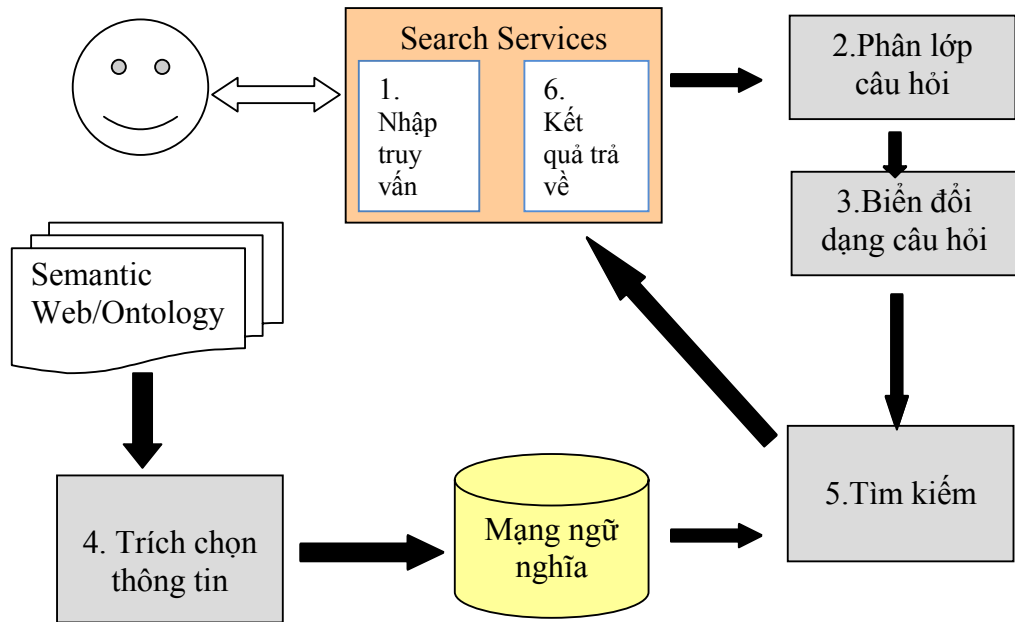 Search Services
1.
Nhập
truy
vấn
6.
Kết
quả trả
về
2.Phân lớp
câu hỏi
3.Biển đổi
dạng câu hỏi
Semantic
Web/Ontology
4. Trích chọn
thông tin
Mạng ngữ
nghĩa
5.Tìm kiếm